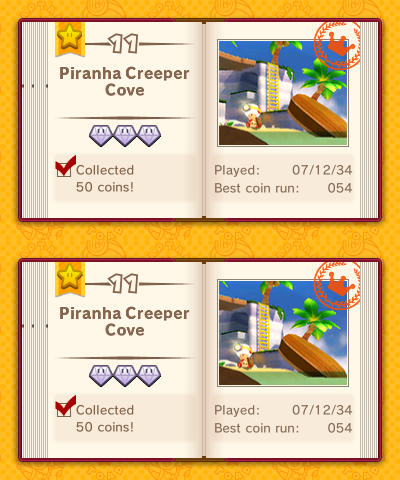 11
Piranha Creeper
Cove
Collected
50 coins!
Played: 07/12/34
Best coin run: 054
11
Piranha Creeper
Cove
Collected
50 coins!
Played: 07/12/34
Best coin run: 054